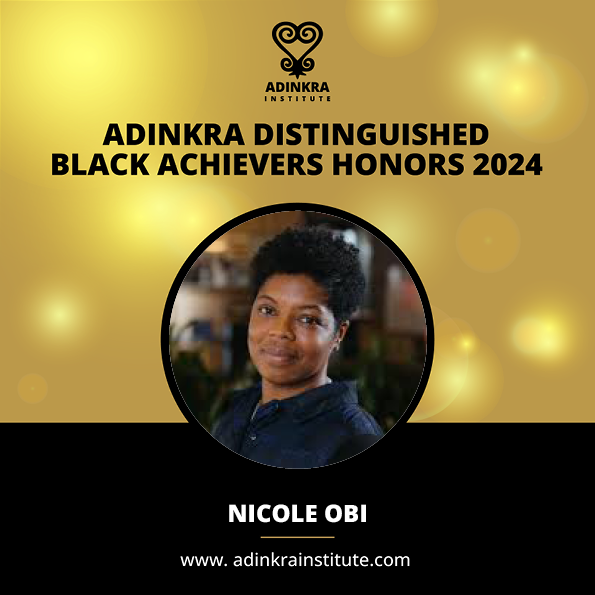 ADINKRA
INSTITUTE
ADINKRA DISTINGUISHED
BLACK ACHIEVERS HONORS 2024
NICOLE OBI
www. adinkrainstitute.com